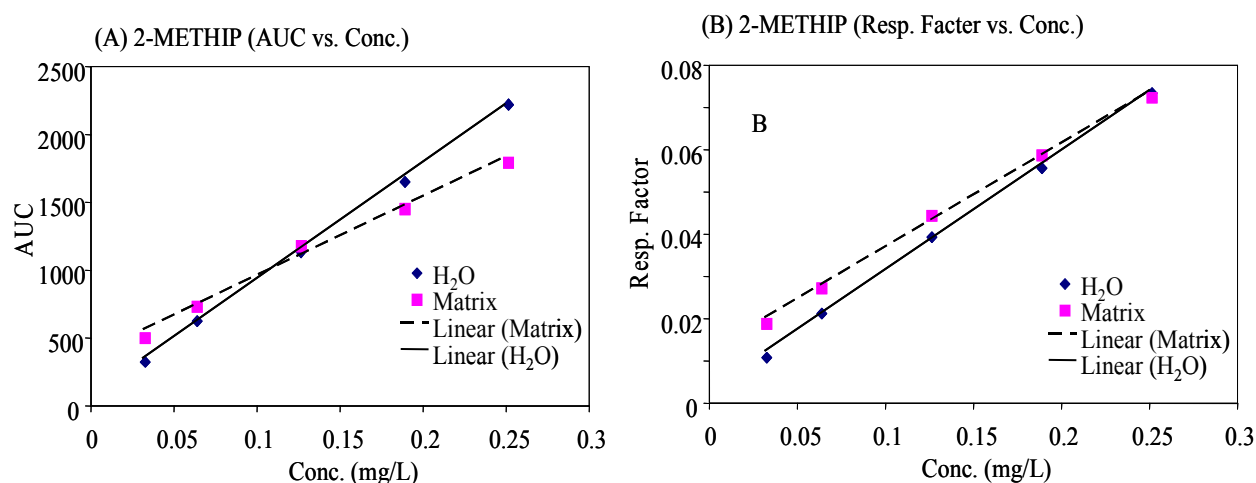 (A) 2-METHIP (AUC vs. Conc.)
2500
2000
1500
1000
500
0
AUC
0 0.05 0.1 0.15 0.2 0.25 0.3
Conc. (mg/L)
H₂O
Matrix
Linear (Matrix)
Linear (H₂O)
(B) 2-METHIP (Resp. Facter vs. Conc.)
0.08
0.06
0.04
0.02
0
Resp. Factor
B
0 0.05 0.1 0.15 0.2 0.25 0.3
Conc. (mg/L)
H₂O
Matrix
Linear (Matrix)
Linear (H₂O)